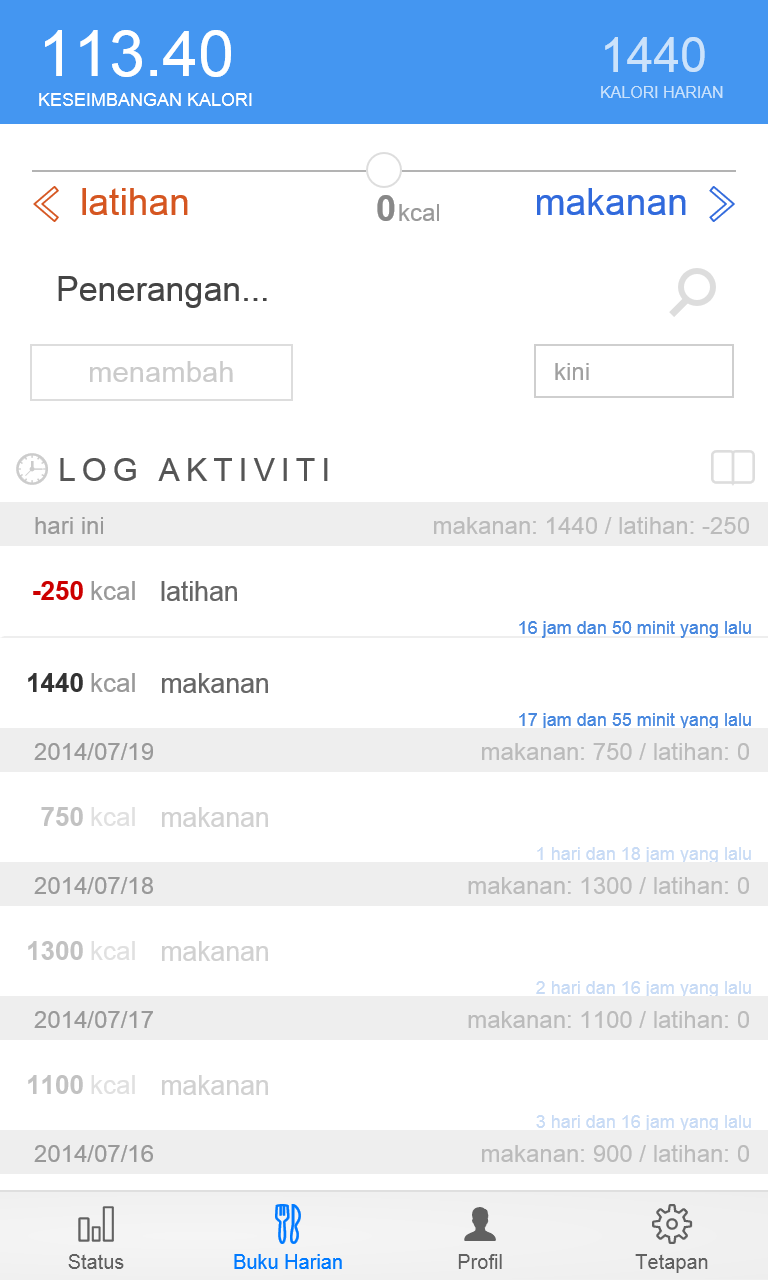 113.40
1440
KESEIMBANGAN KALORI
KALORI HARIAN
latihan
0 kcal
makanan
Penerangan...
menambah
kini
LOG AKTIVITI
hari ini
makanan: 1440 / latihan: -250
-250 kcal latihan
16 jam dan 50 minit yang lalu
1440 kcal makanan
17 jam dan 55 minit yang lalu
2014/07/19
makanan: 750 / latihan: 0
750 kcal makanan
1 hari dan 18 jam yang lalu
2014/07/18
makanan: 1300 / latihan: 0
1300 kcal makanan
2 hari dan 16 jam yang lalu
2014/07/17
makanan: 1100 / latihan: 0
1100 kcal makanan
3 hari dan 16 jam yang lalu
2014/07/16
makanan: 900 / latihan: 0
Status
Buku Harian
Profil
Tetapan